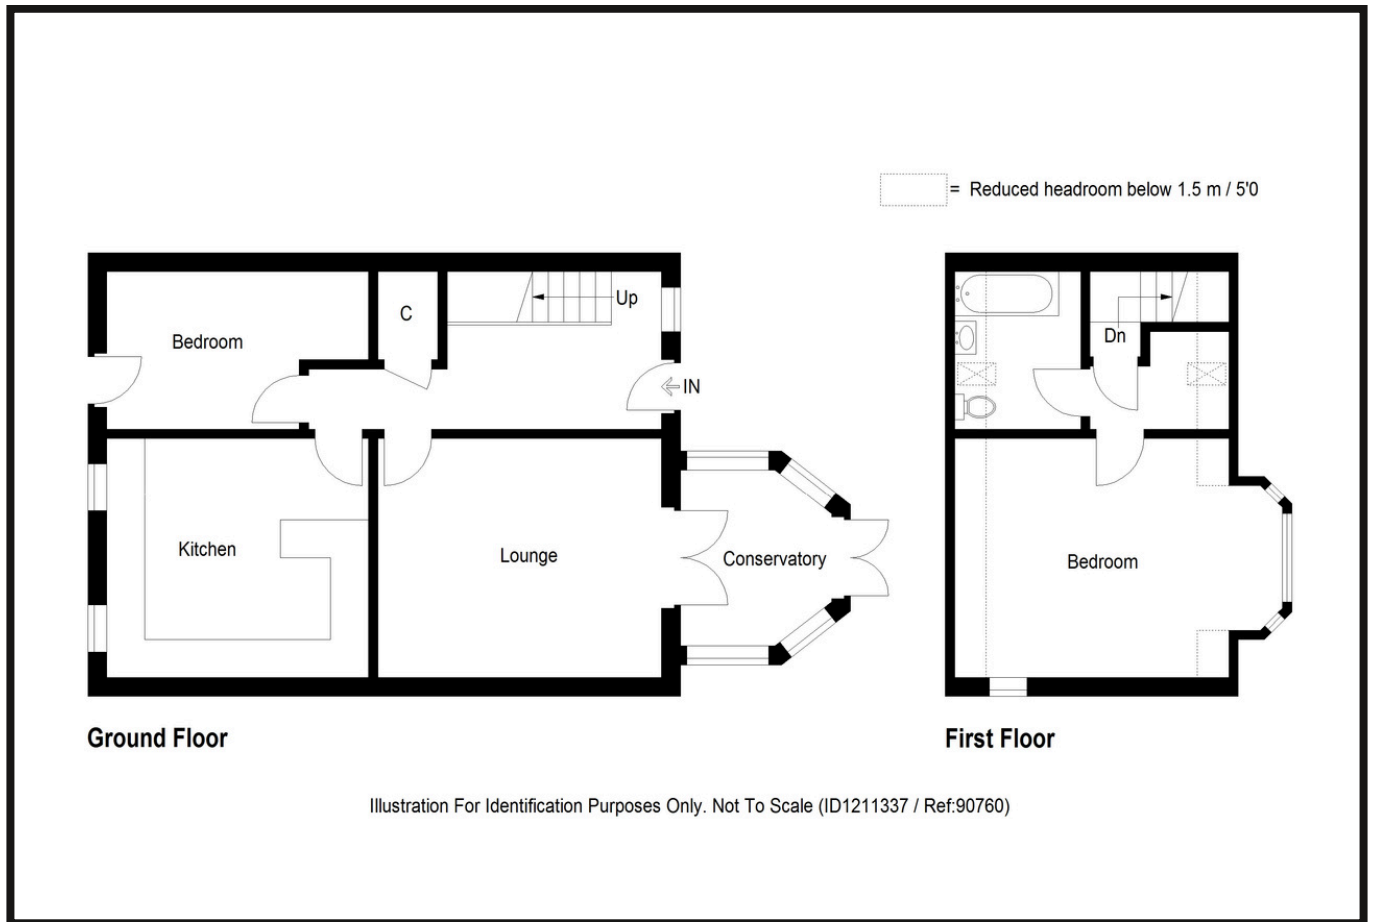 = Reduced headroom below 1.5 m / 5'0
Bedroom
C
Up
IN
Kitchen
Lounge
Conservatory
Dn
Bedroom
Ground Floor
First Floor
Illustration For Identification Purposes Only. Not To Scale (ID1211337 / Ref:90760)